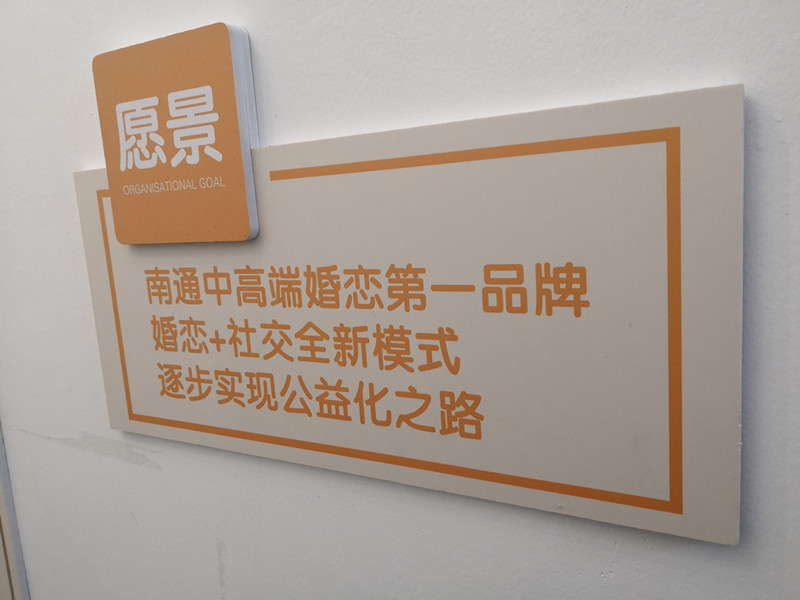 愿景
ORGANISATIONAL GOAL
南通中高端婚恋第一品牌
婚恋+社交全新模式
逐步实现公益化之路